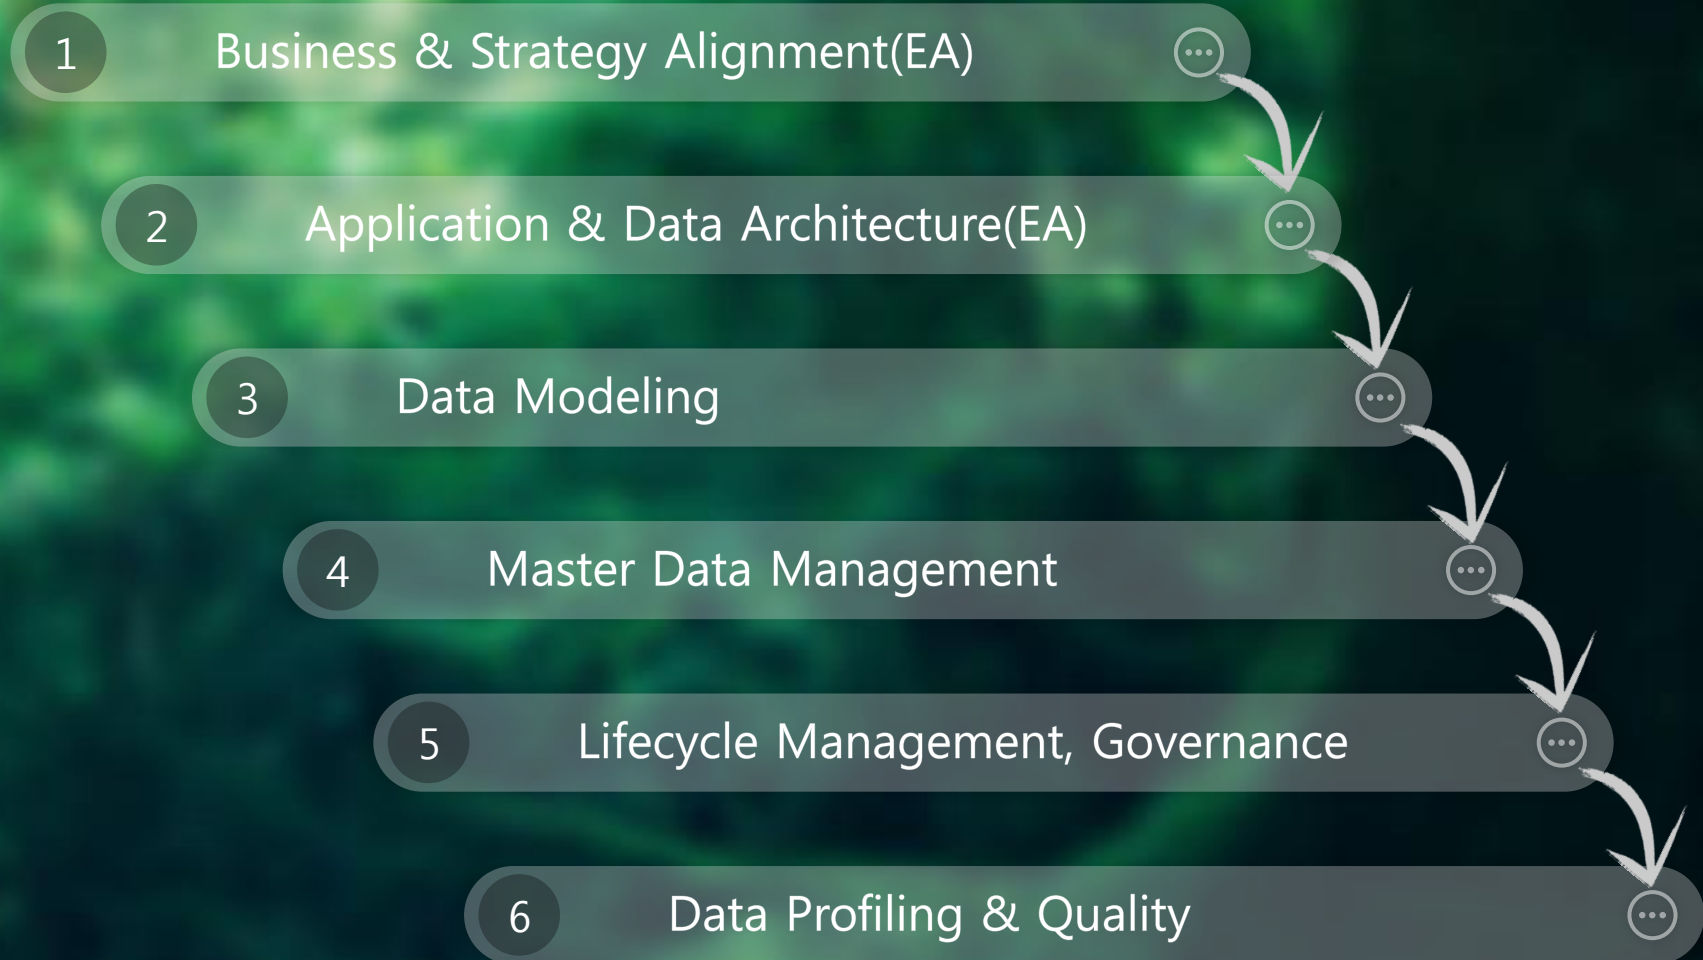 1 Business & Strategy Alignment(EA)
2 Application & Data Architecture(EA)
3 Data Modeling
4 Master Data Management
5 Lifecycle Management, Governance
6 Data Profiling & Quality